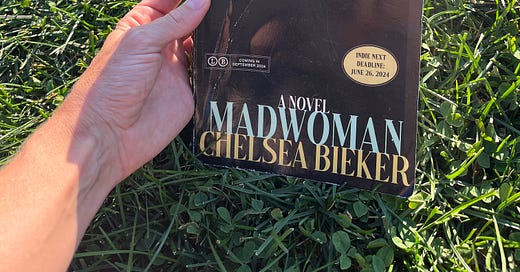 COMING IN
SEPTEMBER 2024
INDIE NEXT
DEADLINE:
JUNE 26, 2024
A NOVEL
MADWOMAN
CHELSEA BIEKER